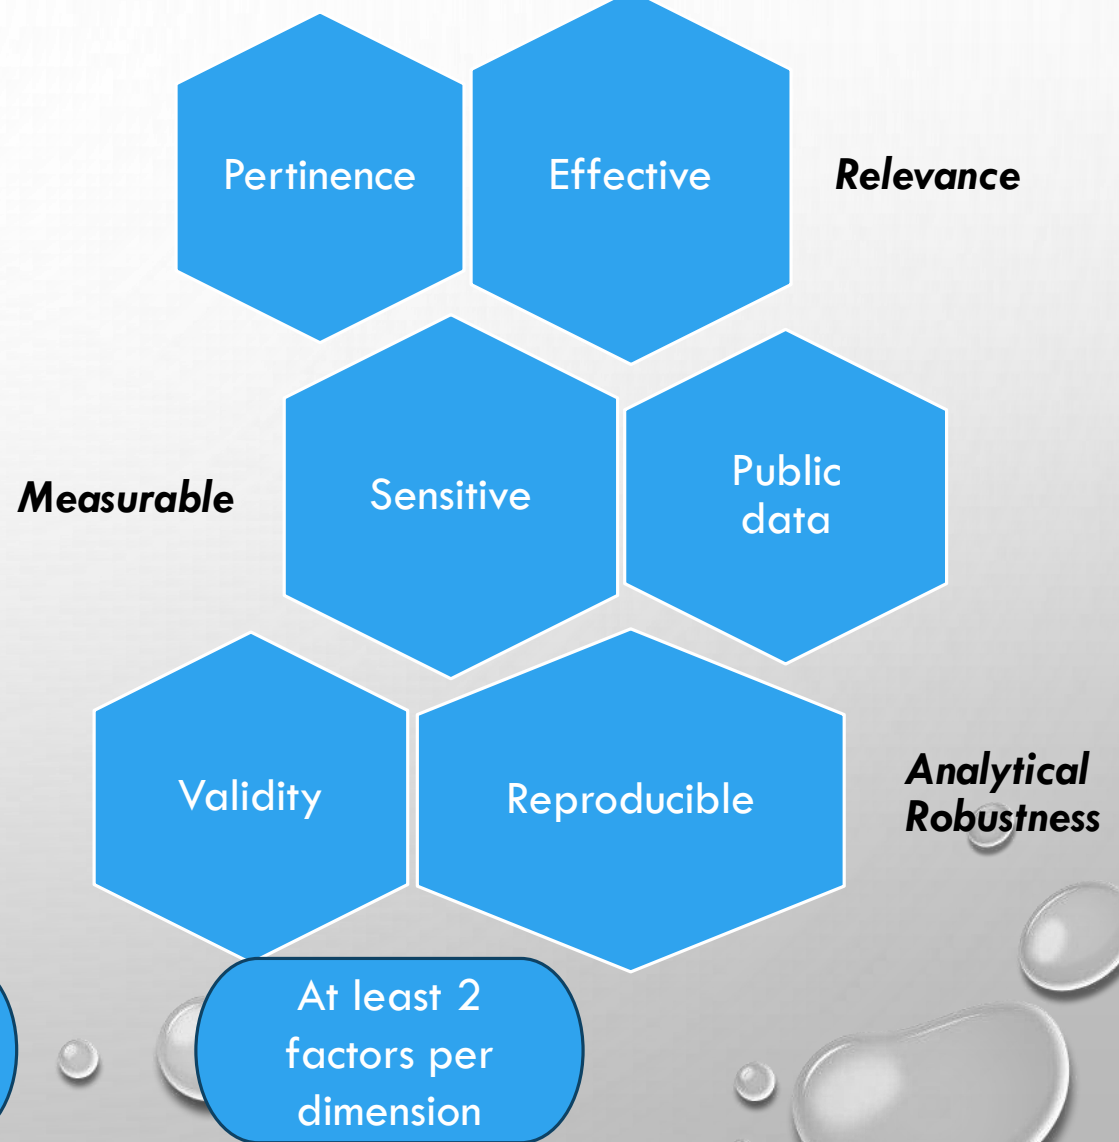 Pertinence
Effective
Relevance
Measurable
Sensitive
Public
data
Validity
Reproducible
Analytical
Robustness
At least 2
factors per
dimension